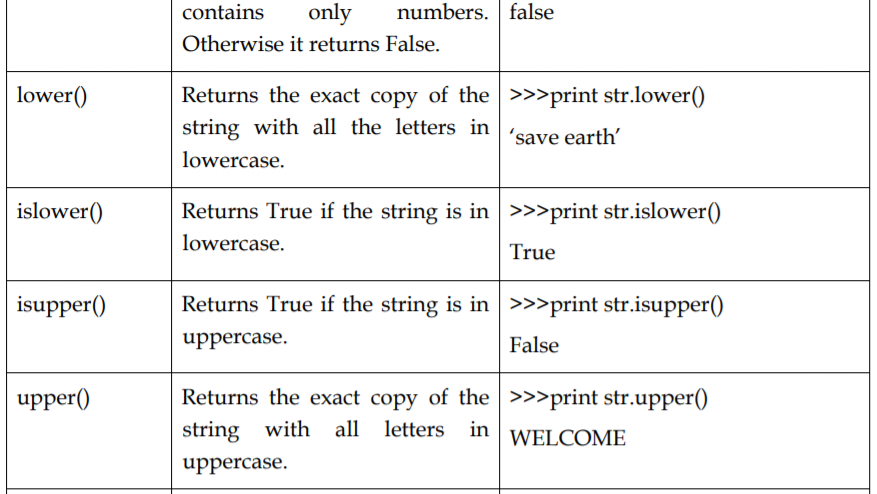 contains only numbers.
Otherwise it returns False.
false
lower()
Returns the exact copy of the
string with all the letters in
lowercase.
>>>print str.lower()
‘save earth’
islower()
Returns True if the string is in
lowercase.
>>>print str.islower()
True
isupper()
Returns True if the string is in
uppercase.
>>>print str.isupper()
False
upper()
Returns the exact copy of the
string with all letters in
uppercase.
>>>print str.upper()
WELCOME